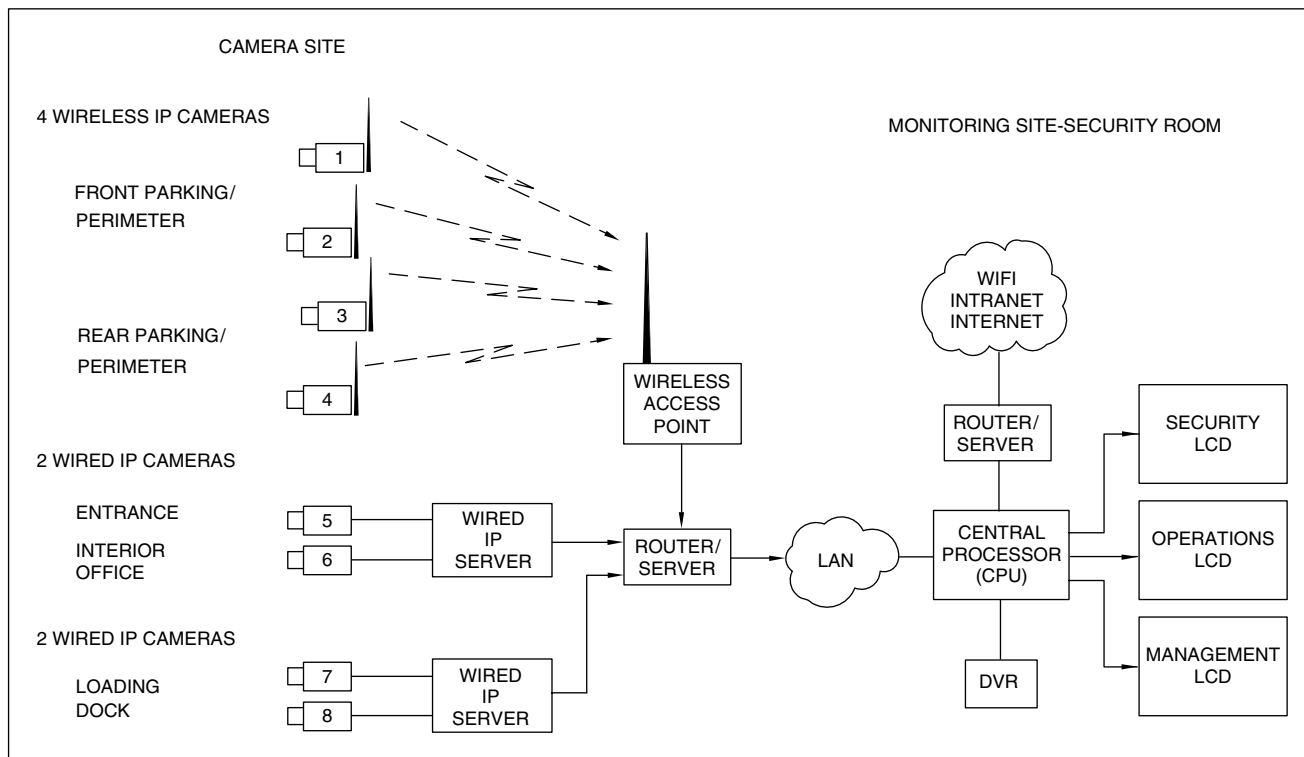 CAMERA SITE
4 WIRELESS IP CAMERAS
1
FRONT PARKING/
PERIMETER
2
3
REAR PARKING/
PERIMETER
4
WIRELESS
ACCESS
POINT
2 WIRED IP CAMERAS
ENTRANCE
5
INTERIOR
OFFICE
6
WIRED
IP
SERVER
ROUTER/
SERVER
2 WIRED IP CAMERAS
LOADING
DOCK
7
8
WIRED
IP
SERVER
LAN
MONITORING SITE-SECURITY ROOM
WIFI
INTRANET
INTERNET
ROUTER/
SERVER
CENTRAL
PROCESSOR
(CPU)
DVR
SECURITY
LCD
OPERATIONS
LCD
MANAGEMENT
LCD